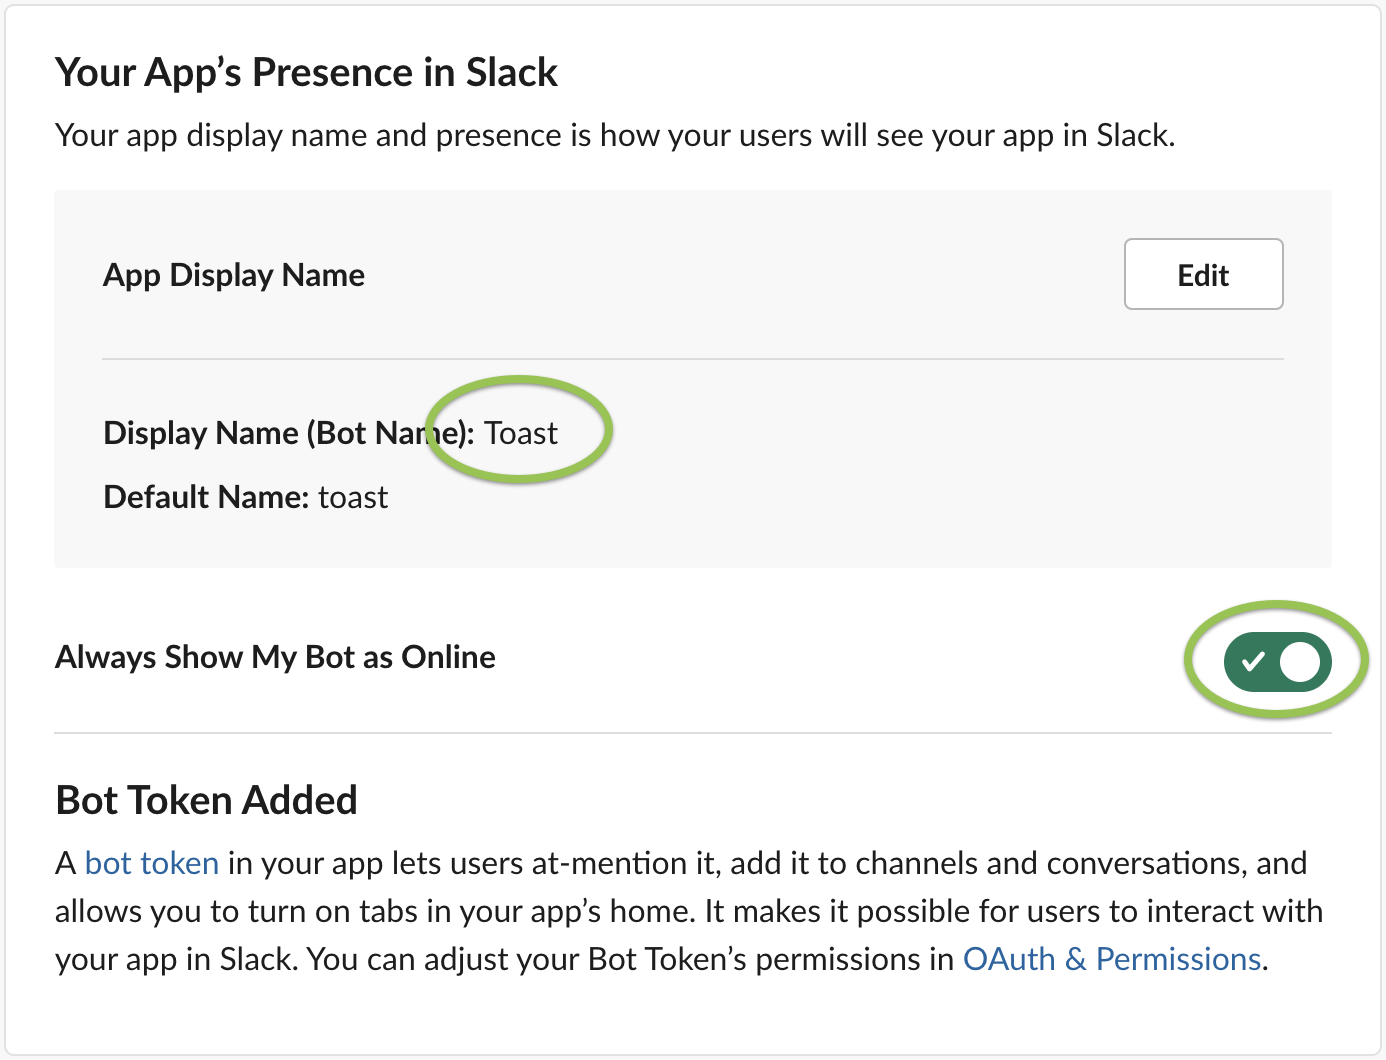 Your App’s Presence in Slack
Your app display name and presence is how your users will see your app in Slack.
App Display Name
Edit
Display Name (Bot Name): Toast
Default Name: toast
Always Show My Bot as Online
Bot Token Added
A bot token in your app lets users at-mention it, add it to channels and conversations, and
allows you to turn on tabs in your app’s home. It makes it possible for users to interact with
your app in Slack. You can adjust your Bot Token’s permissions in OAuth & Permissions.